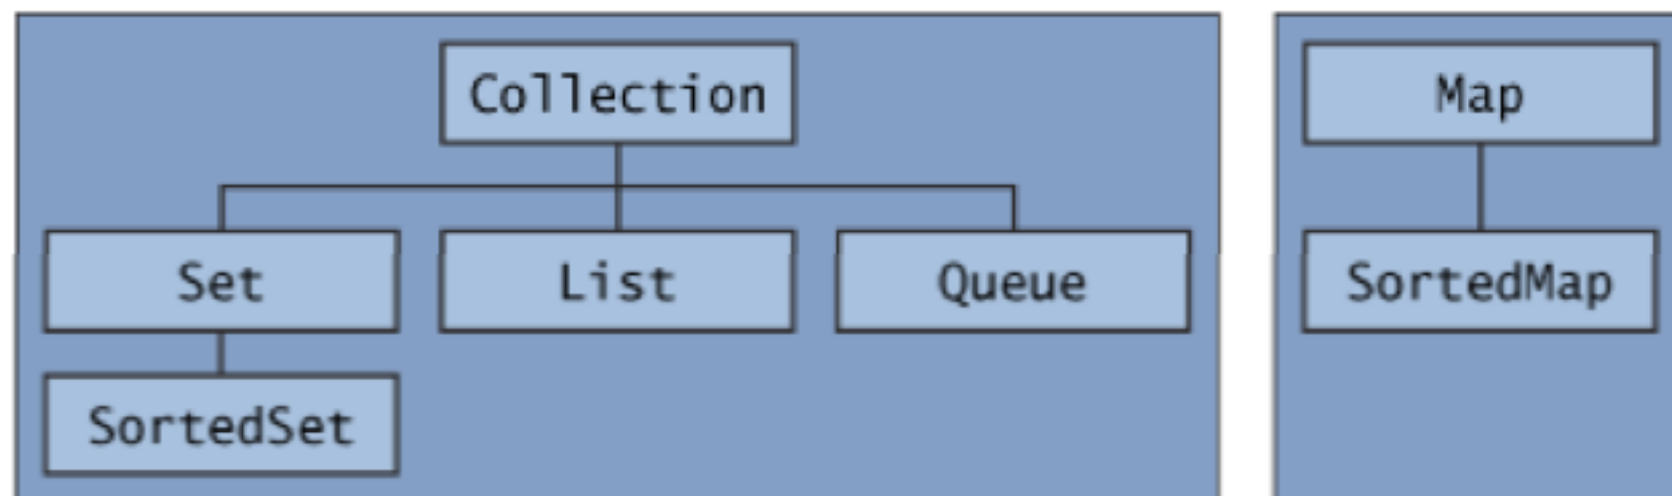 Collection
Map
Set
List
Queue
SortedMap
SortedSet